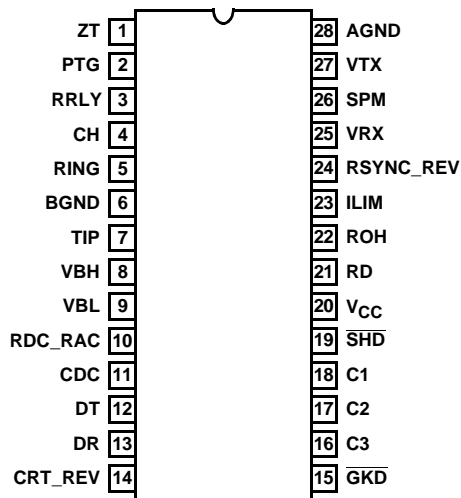 ZT 1 28 AGND
PTG 2 27 VTX
RRLY 3 26 SPM
CH 4 25 VRX
RING 5 24 RSYNC_REV
BGND 6 23 ILIM
TIP 7 22 ROH
VBH 8 21 RD
VBL 9 20 VCC
RDC_RAC 10 19 SHD
CDC 11 18 C1
DT 12 17 C2
DR 13 16 C3
CRT_REV 14 15 GKD